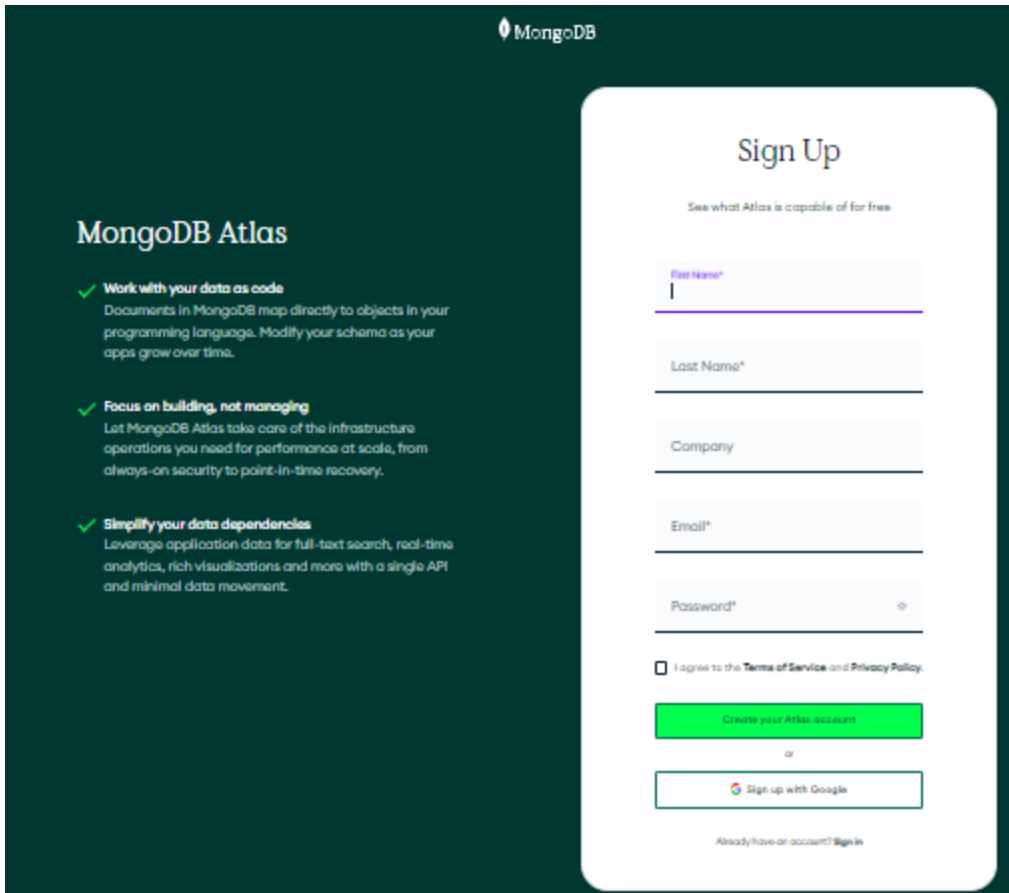 MongoDB
Sign Up
See what Atlas is capable of for free
MongoDB Atlas
Work with your data as code
Documents in MongoDB map directly to objects in your
programming language. Modify your schema as your
apps grow over time.
Focus on building, not managing
Let MongoDB Atlas take care of the infrastructure
operations you need for performance at scale, from
always-on security to point-in-time recovery.
Simplify your data dependencies
Leverage application data for full-text search, real-time
analytics, rich visualizations and more with a single API
and minimal data movement.
First Name*
Last Name*
Company
Email*
Password*
I agree to the Terms of Service and Privacy Policy.
Create your Atlas account
or
Sign up with Google
Already have an account? Sign in